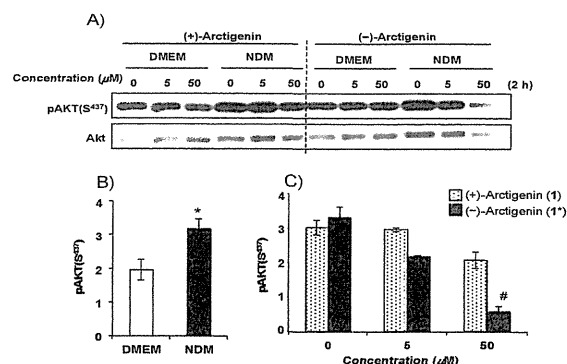 A)
(+)-Arctigenin (−)-Arctigenin
DMEM NDM DMEM NDM
Concentration (μM) 0 5 50 0 5 50 0 5 50 0 5 50 (2 h)
pAKT(S⁴³⁷)
Akt
B) C)
(+)-Arctigenin (1)
(−)-Arctigenin (1*)
pAKT(S⁴³⁷)
4
3
2
1
0
*
DMEM NDM
pAKT(S⁴³⁷)
4
3
2
1
0
#
0 5 50
Concentration (μM)